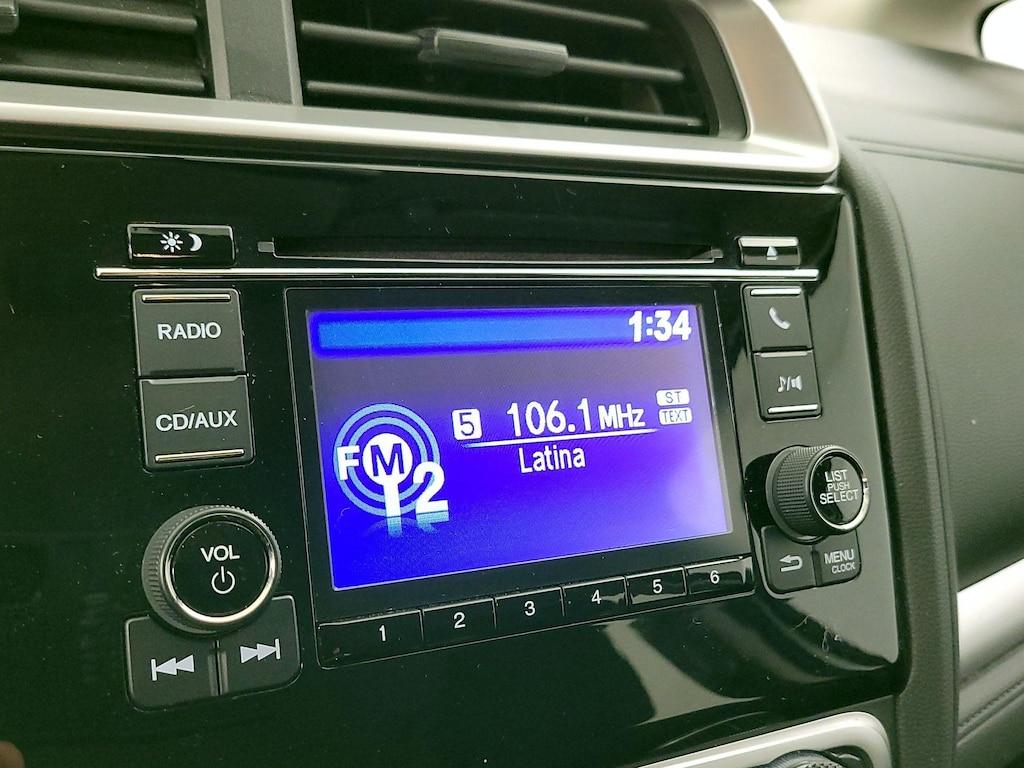 1:34
RADIO
CD/AUX
5 106.1 MHz
ST
TEXT
Latina
FM
2
LIST
PUSH
SELECT
VOL
MENU
CLOCK
1 2 3 4 5 6